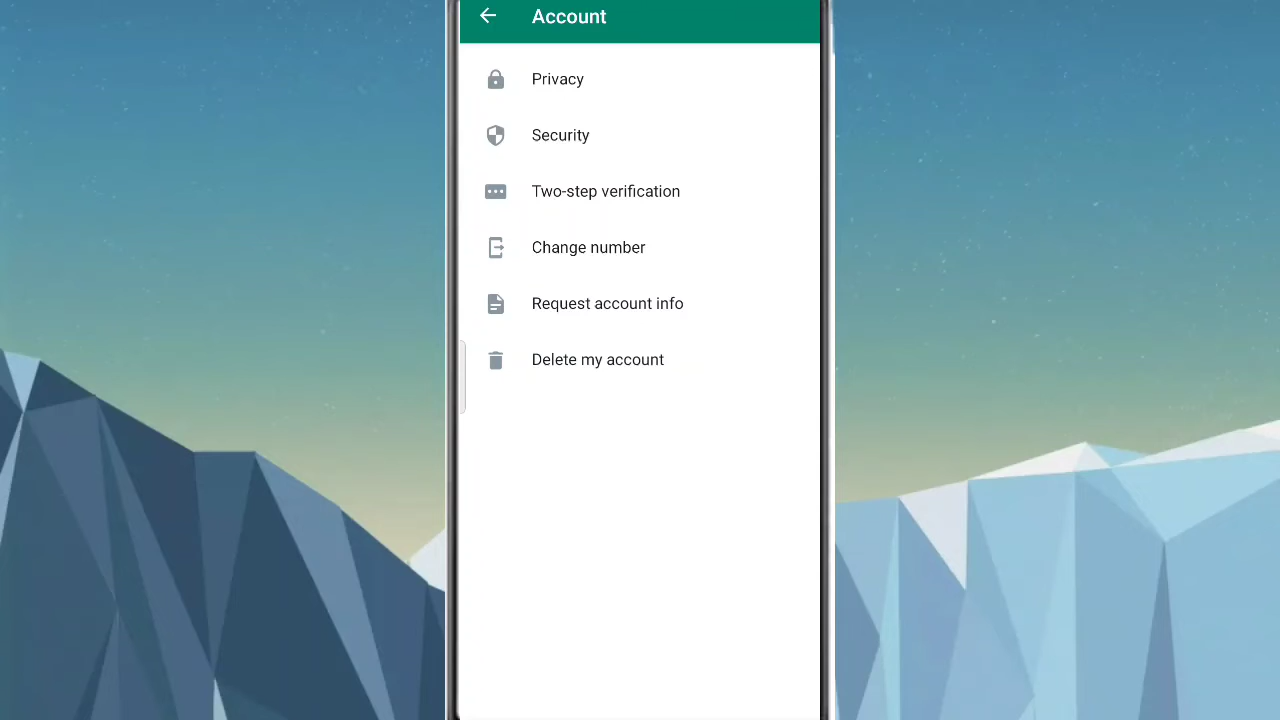 Account
Privacy
Security
Two-step verification
Change number
Request account info
Delete my account